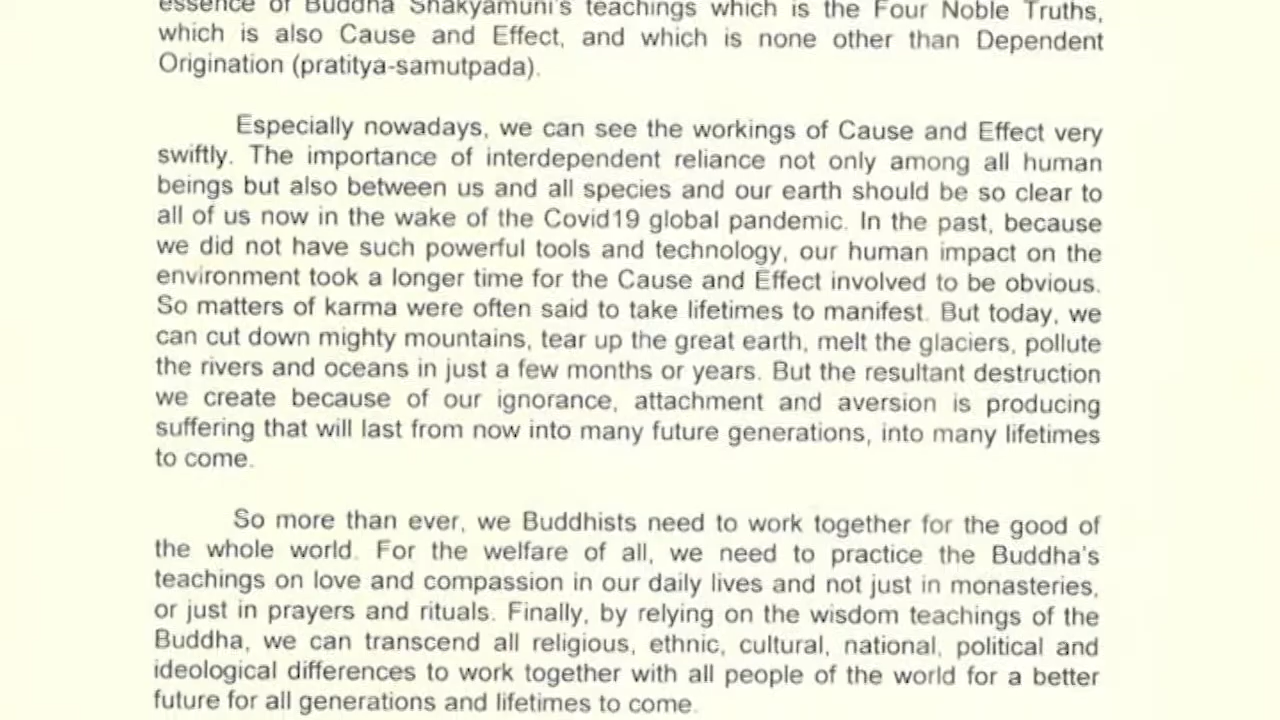 essence of Buddha Shakyamuni's teachings which is the Four Noble Truths,
which is also Cause and Effect, and which is none other than Dependent
Origination (pratitya-samutpada).
Especially nowadays, we can see the workings of Cause and Effect very
swiftly. The importance of interdependent reliance not only among all human
beings but also between us and all species and our earth should be so clear to
all of us now in the wake of the Covid19 global pandemic. In the past, because
we did not have such powerful tools and technology, our human impact on the
environment took a longer time for the Cause and Effect involved to be obvious.
So matters of karma were often said to take lifetimes to manifest. But today, we
can cut down mighty mountains, tear up the great earth, melt the glaciers, pollute
the rivers and oceans in just a few months or years. But the resultant destruction
we create because of our ignorance, attachment and aversion is producing
suffering that will last from now into many future generations, into many lifetimes
to come.
So more than ever, we Buddhists need to work together for the good of
the whole world. For the welfare of all, we need to practice the Buddha's
teachings on love and compassion in our daily lives and not just in monasteries,
or just in prayers and rituals. Finally, by relying on the wisdom teachings of the
Buddha, we can transcend all religious, ethnic, cultural, national, political and
ideological differences to work together with all people of the world for a better
future for all generations and lifetimes to come.